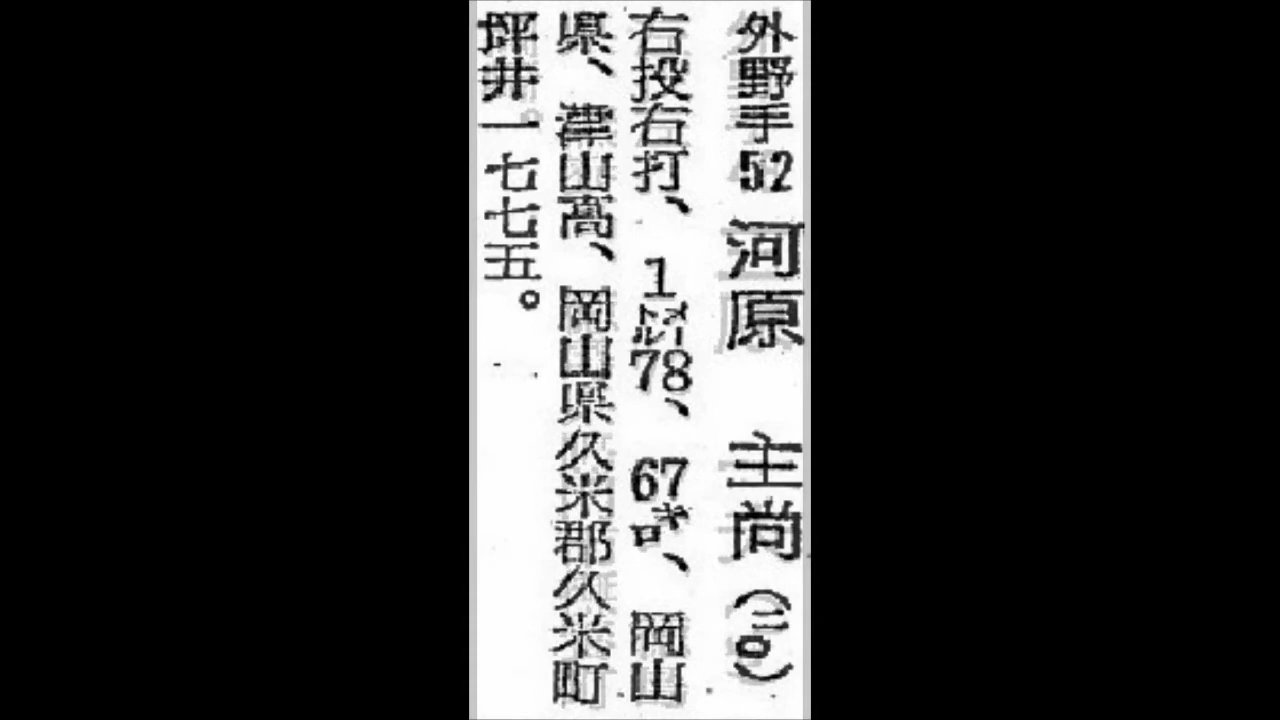 外野手52河原 主尚(二〇)
右投右打、1メートル78、67キロ、岡山
県、津山高、岡山県久米郡久米町
坪井一七七五。